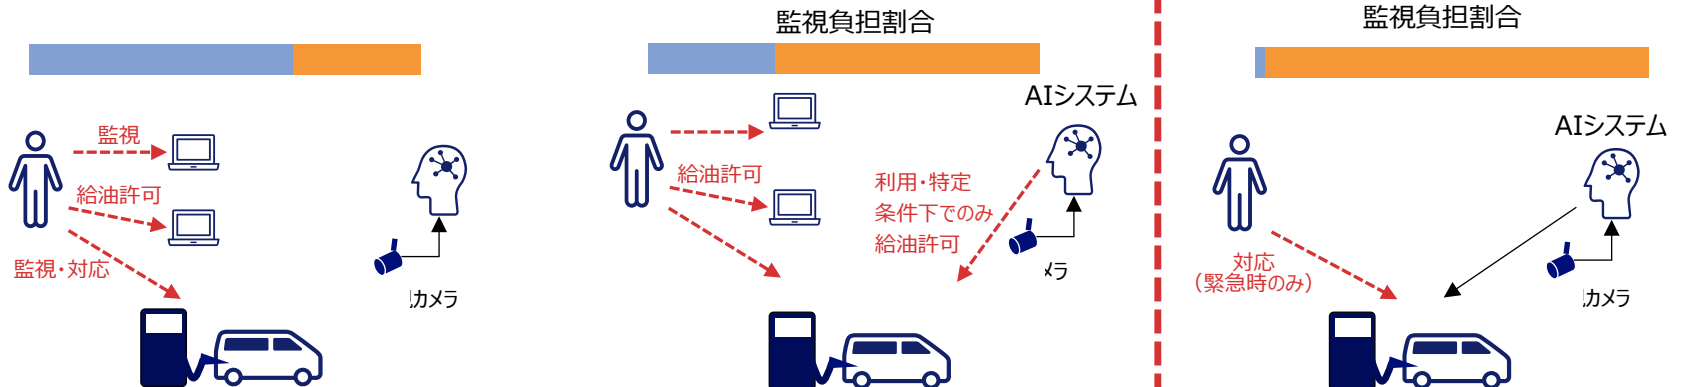 監視
給油許可
監視・対応
カメラ
監視負担割合
AIシステム
給油許可
利用・特定
条件下でのみ
給油許可
メラ
監視負担割合
AIシステム
対応
(緊急時のみ)
カメラ